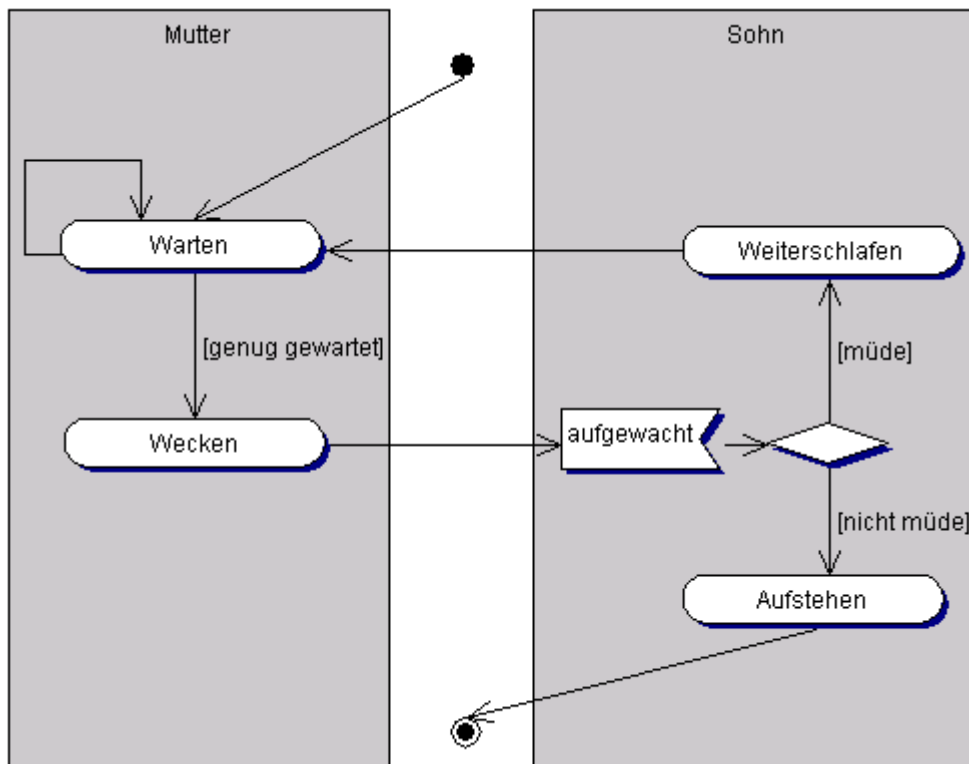 Mutter
Sohn
Warten
Weiterschlafen
[genug gewartet]
[müde]
Wecken
aufgewacht
[nicht müde]
Aufstehen